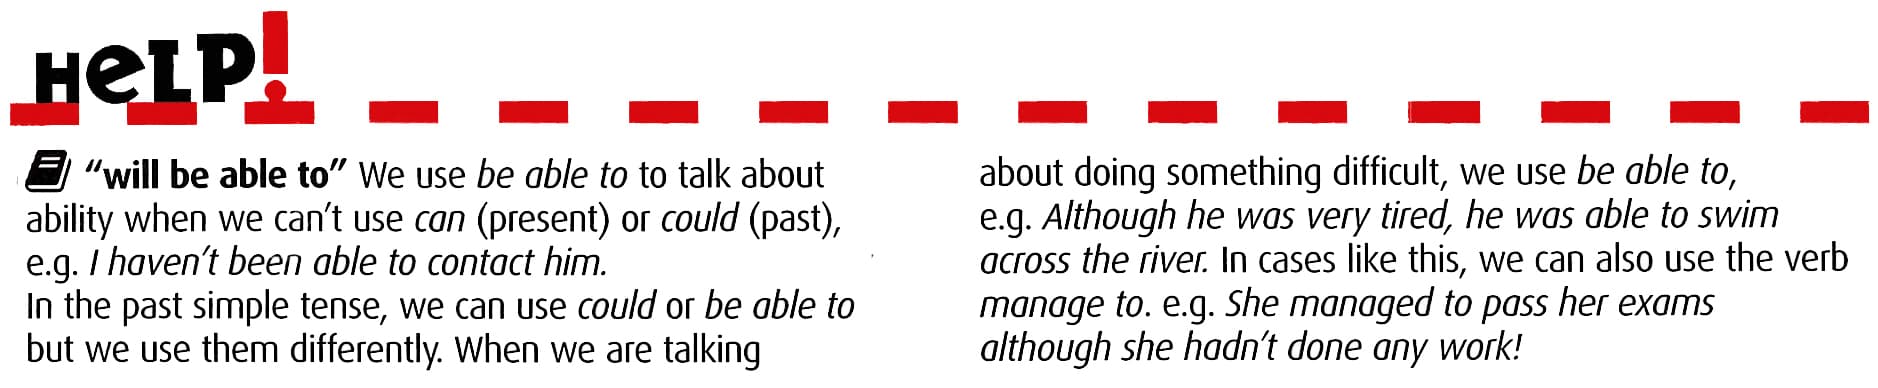 HeLP!
“will be able to” We use be able to to talk about
ability when we can’t use can (present) or could (past),
e.g. I haven’t been able to contact him.
In the past simple tense, we can use could or be able to
but we use them differently. When we are talking
about doing something difficult, we use be able to,
e.g. Although he was very tired, he was able to swim
across the river. In cases like this, we can also use the verb
manage to. e.g. She managed to pass her exams
although she hadn’t done any work!